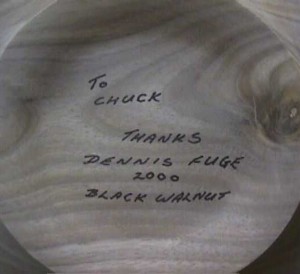 To
CHUCK
THANKS
DENNIS FUGE
2000
BLACK WALNUT